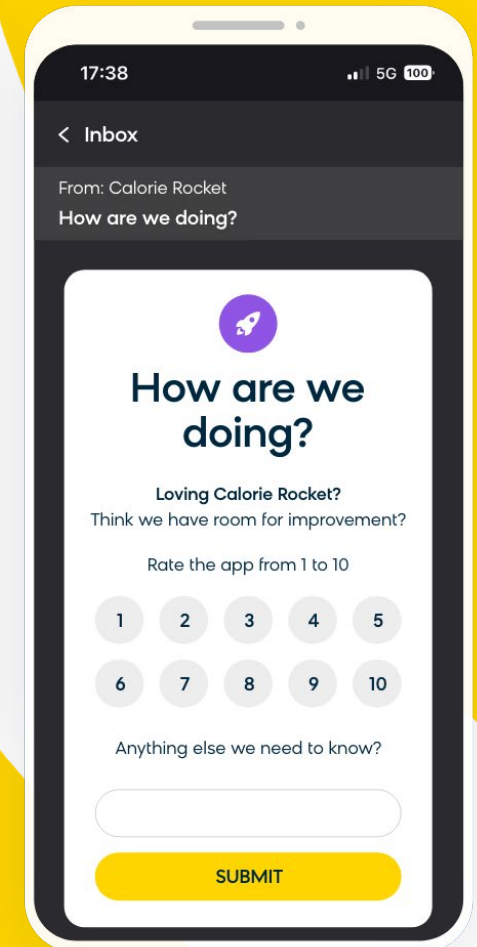 17:38 5G 100
< Inbox
From: Calorie Rocket
How are we doing?
How are we
doing?
Loving Calorie Rocket?
Think we have room for improvement?
Rate the app from 1 to 10
1 2 3 4 5
6 7 8 9 10
Anything else we need to know?
SUBMIT